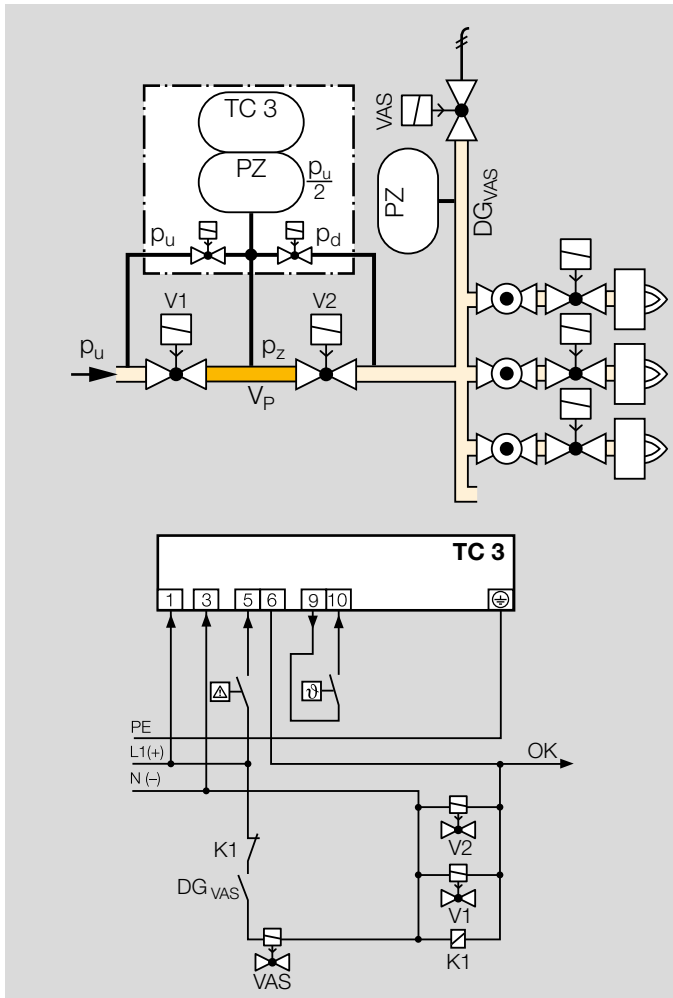 TC 3
PZ
pu/2
VAS
PZ
DGVAS
pu
pd
V1
V2
pu
pz
VP
TC 3
1 3 5 6 9 10
ϑ
PE
L1(+)
OK
N (–)
V2
K1
DG VAS
V1
K1
VAS